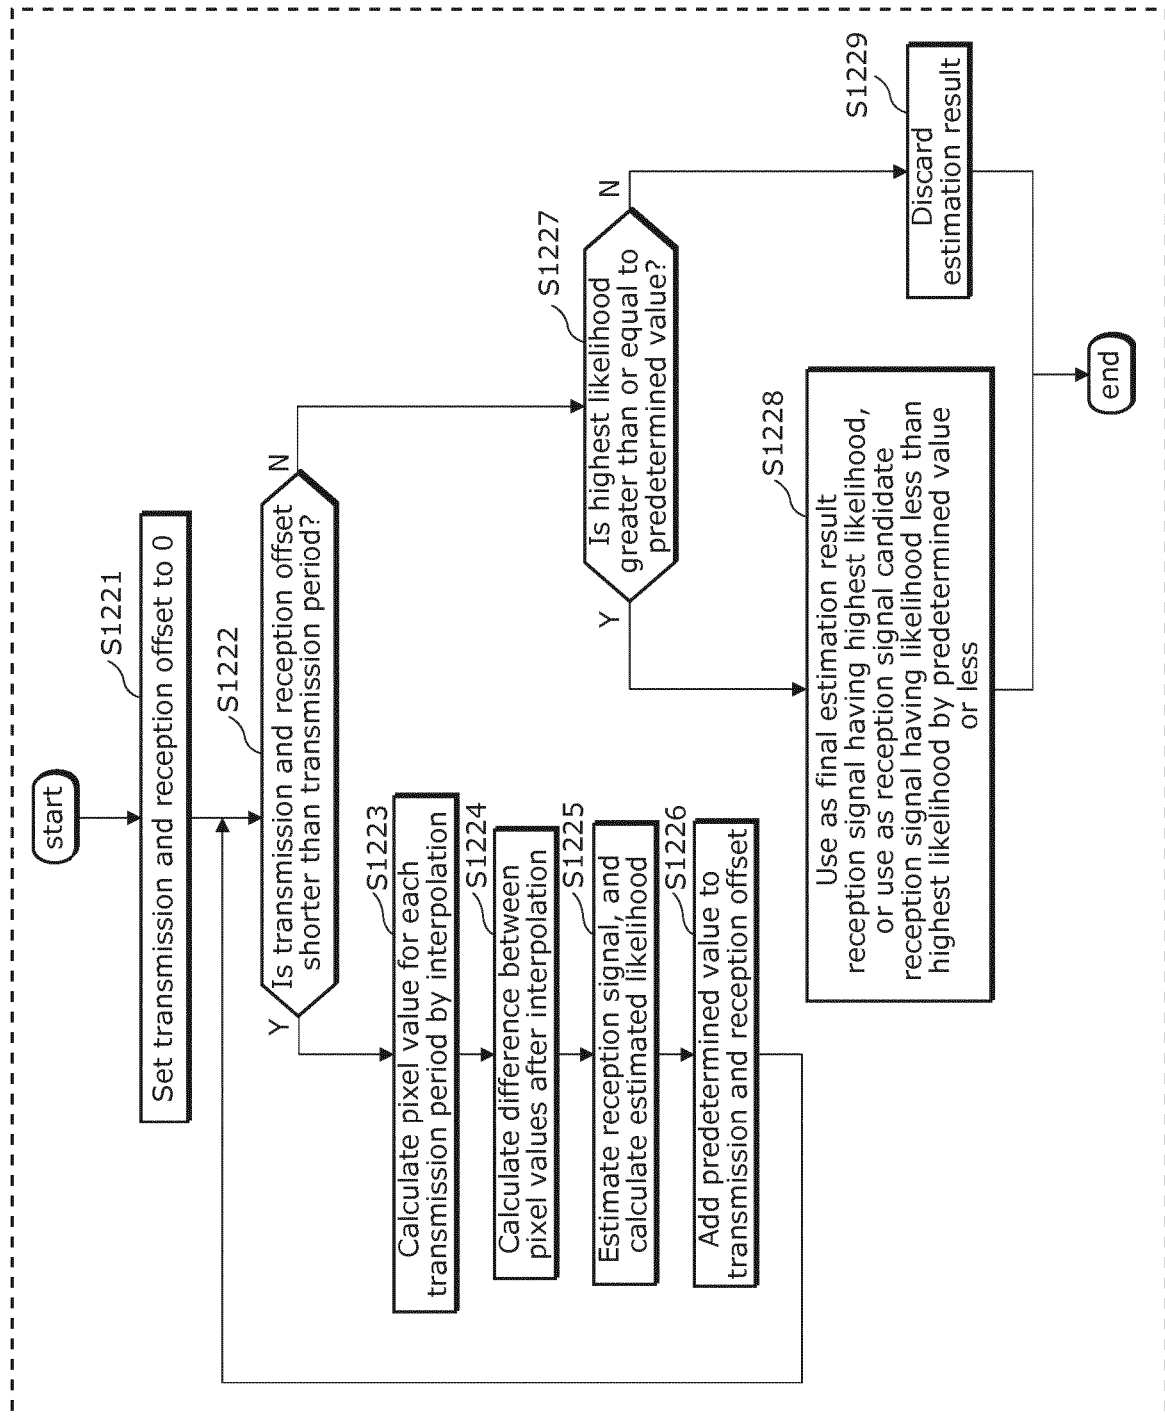 start
S1221
Set transmission and reception offset to 0
S1222
Is transmission and reception offset
shorter than transmission period?
Y
N
S1223
Calculate pixel value for each
transmission period by interpolation
S1224
Calculate difference between
pixel values after interpolation
S1225
Estimate reception signal, and
calculate estimated likelihood
S1226
Add predetermined value to
transmission and reception offset
S1227
Is highest likelihood
greater than or equal to
predetermined value?
Y
N
S1228
Use as final estimation result
reception signal having highest likelihood,
or use as reception signal candidate
reception signal having likelihood less than
highest likelihood by predetermined value
or less
S1229
Discard
estimation result
end